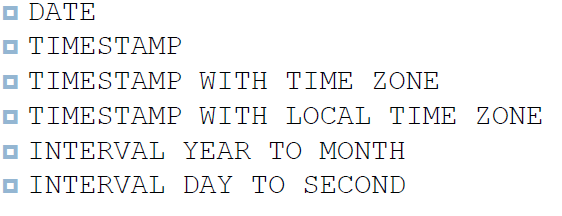 DATE
TIMESTAMP
TIMESTAMP WITH TIME ZONE
TIMESTAMP WITH LOCAL TIME ZONE
INTERVAL YEAR TO MONTH
INTERVAL DAY TO SECOND